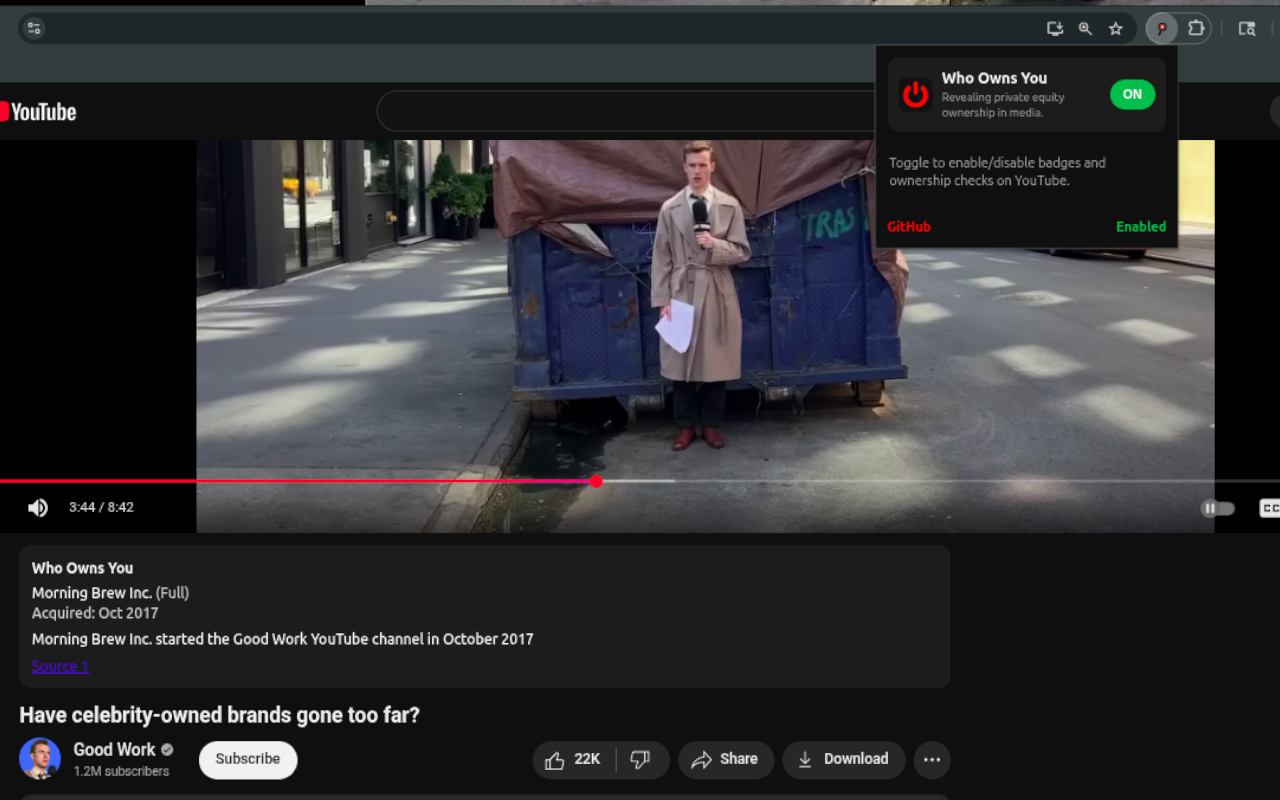 Who Owns You
Revealing private equity
ownership in media.
ON
Toggle to enable/disable badges and
ownership checks on YouTube.
GitHub
Enabled
YouTube
TRAS
3:44 / 8:42
CC
Who Owns You
Morning Brew Inc. (Full)
Acquired: Oct 2017
Morning Brew Inc. started the Good Work YouTube channel in October 2017
Source 1
Have celebrity-owned brands gone too far?
Good Work
1.2M subscribers
Subscribe
22K
Share
Download